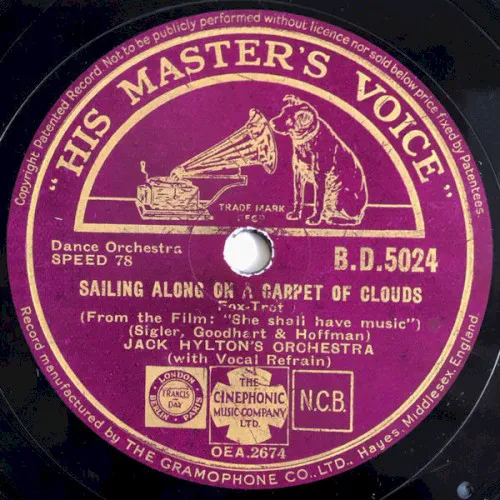 Copyright Patented Record. Not to be publicly performed without licence nor sold below price fixed by Patentees.
"HIS MASTER'S VOICE"
TRADE MARK
Dance Orchestra
SPEED 78
B.D.5024
SAILING ALONG ON A CARPET OF CLOUDS
Fox-Trot
(From the Film: "She shall have music")
(Sigler, Goodhart & Hoffman)
JACK HYLTON'S ORCHESTRA
(with Vocal Refrain)
LONDON
FRANCIS
DAY
BERLIN - PARIS
THE
CINEPHONIC
MUSIC COMPANY
LTD.
N.C.B.
OEA.2674
Record manufactured by THE GRAMOPHONE CO., LTD., Hayes, Middlesex, England.